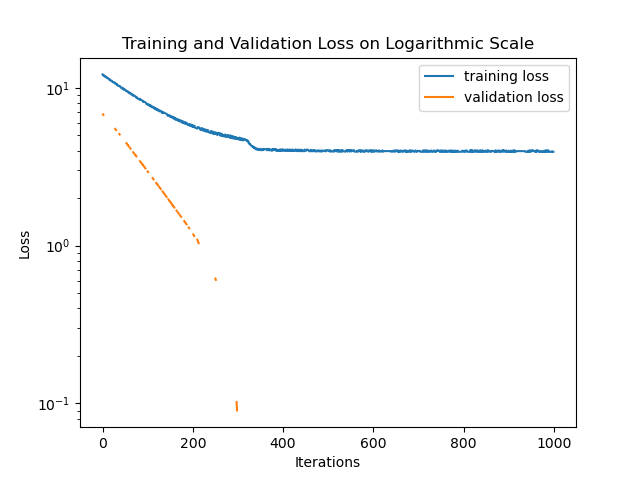 Training and Validation Loss on Logarithmic Scale
training loss
validation loss
Loss
10¹
10⁰
10⁻¹
0 200 400 600 800 1000
Iterations